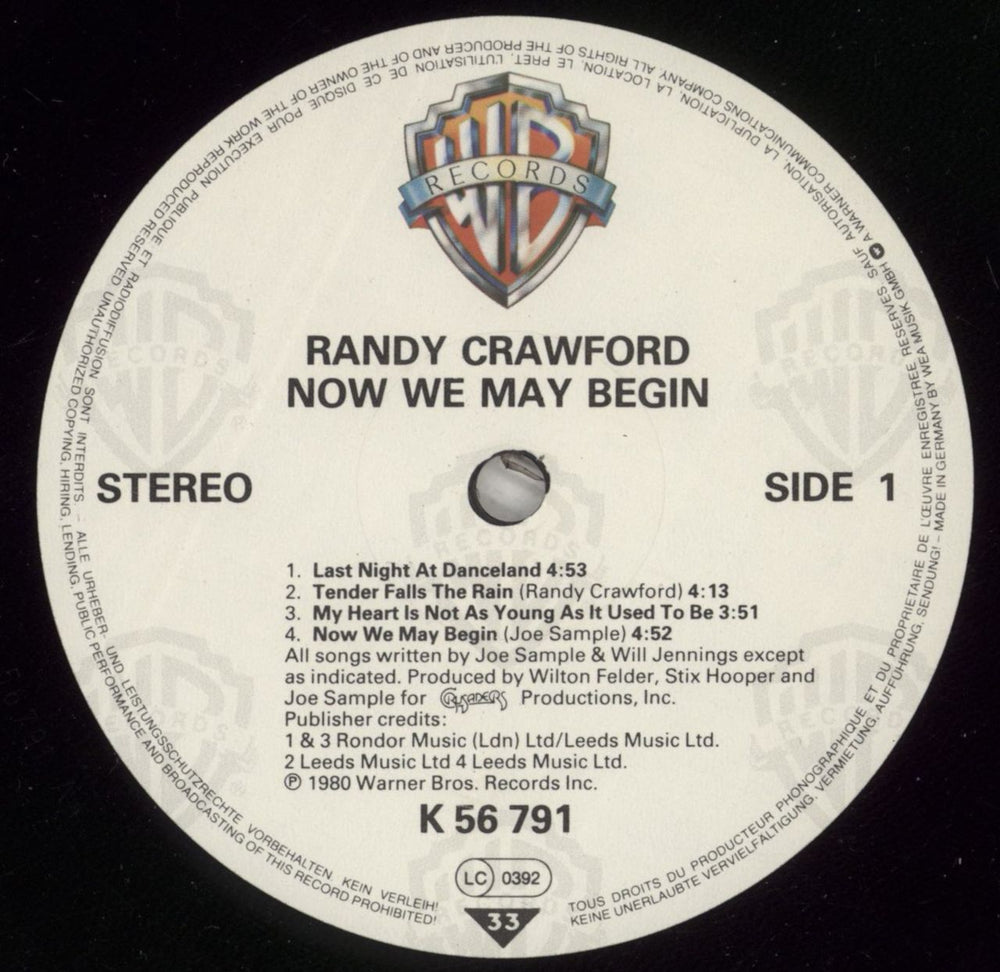 WB
RECORDS
RANDY CRAWFORD
NOW WE MAY BEGIN
STEREO
SIDE 1
1. Last Night At Danceland 4:53
2. Tender Falls The Rain (Randy Crawford) 4:13
3. My Heart Is Not As Young As It Used To Be 3:51
4. Now We May Begin (Joe Sample) 4:52
All songs written by Joe Sample & Will Jennings except
as indicated. Produced by Wilton Felder, Stix Hooper and
Joe Sample for CRUSADERS Productions, Inc.
Publisher credits:
1 & 3 Rondor Music (Ldn) Ltd/Leeds Music Ltd.
2 Leeds Music Ltd 4 Leeds Music Ltd.
℗ 1980 Warner Bros. Records Inc.
K 56 791
LC 0392
33
TOUS DROITS DU PRODUCTEUR PHONOGRAPHIQUE ET DU PROPRIETAIRE DE L'ŒUVRE ENREGISTREE RESERVES SAUF AUTORISATION, LA DUPLICATION, LA LOCATION, LE PRET, L'UTILISATION DE CE DISQUE POUR EXECUTION PUBLIQUE ET RADIODIFFUSION SONT INTERDITS. – ALLE URHEBER- UND LEISTUNGSSCHUTZRECHTE VORBEHALTEN. KEIN VERLEIH!
KEINE UNERLAUBTE VERVIELFÄLTIGUNG, VERMIETUNG, AUFFÜHRUNG, SENDUNG! – MADE IN GERMANY BY WEA MUSIK GMBH A WARNER COMMUNICATIONS COMPANY. ALL RIGHTS OF THE PRODUCER AND OF THE OWNER OF THE WORK REPRODUCED RESERVED UNAUTHORIZED COPYING, HIRING, LENDING, PUBLIC PERFORMANCE AND BROADCASTING OF THIS RECORD PROHIBITED!